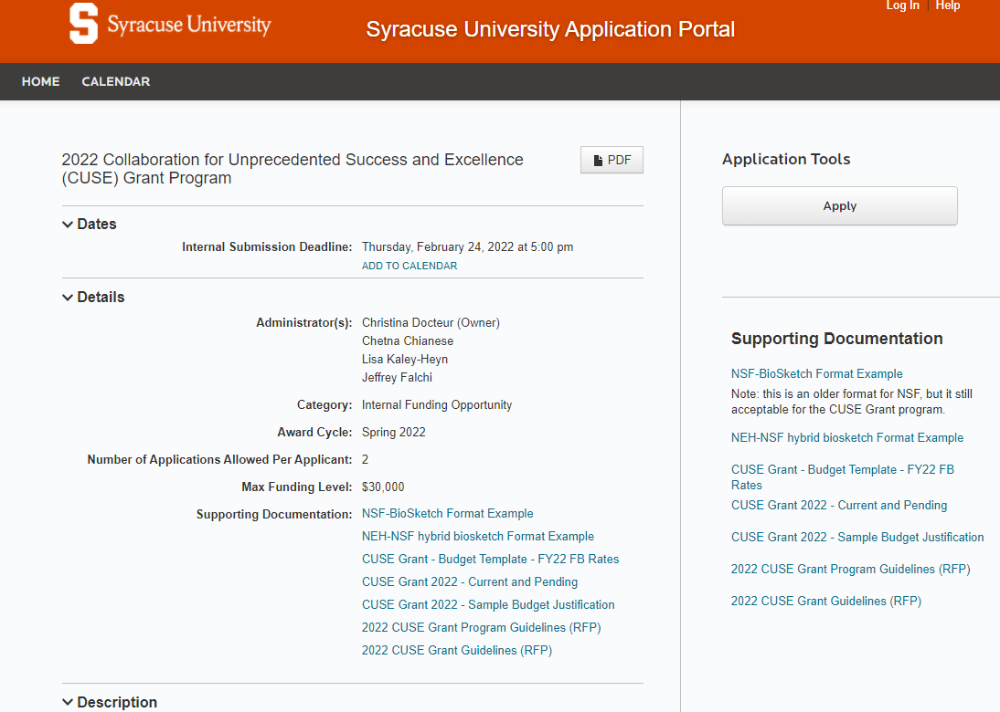 Log In | Help
S Syracuse University
Syracuse University Application Portal
HOME CALENDAR
2022 Collaboration for Unprecedented Success and Excellence
(CUSE) Grant Program
PDF
Dates
Internal Submission Deadline: Thursday, February 24, 2022 at 5:00 pm
ADD TO CALENDAR
Details
Administrator(s): Christina Docteur (Owner)
Chetna Chianese
Lisa Kaley-Heyn
Jeffrey Falchi
Category: Internal Funding Opportunity
Award Cycle: Spring 2022
Number of Applications Allowed Per Applicant: 2
Max Funding Level: $30,000
Supporting Documentation: NSF-BioSketch Format Example
NEH-NSF hybrid biosketch Format Example
CUSE Grant - Budget Template - FY22 FB Rates
CUSE Grant 2022 - Current and Pending
CUSE Grant 2022 - Sample Budget Justification
2022 CUSE Grant Program Guidelines (RFP)
2022 CUSE Grant Guidelines (RFP)
Description
Application Tools
Apply
Supporting Documentation
NSF-BioSketch Format Example
Note: this is an older format for NSF, but it still
acceptable for the CUSE Grant program.
NEH-NSF hybrid biosketch Format Example
CUSE Grant - Budget Template - FY22 FB
Rates
CUSE Grant 2022 - Current and Pending
CUSE Grant 2022 - Sample Budget Justification
2022 CUSE Grant Program Guidelines (RFP)
2022 CUSE Grant Guidelines (RFP)